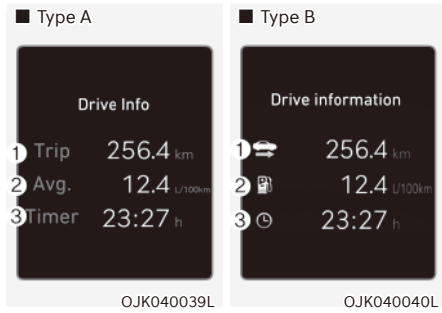 ■ Type A
Drive Info
1 Trip 256.4 km
2 Avg. 12.4 L/100km
3 Timer 23:27 h
OJK040039L
■ Type B
Drive information
1 256.4 km
2 12.4 L/100km
3 23:27 h
OJK040040L